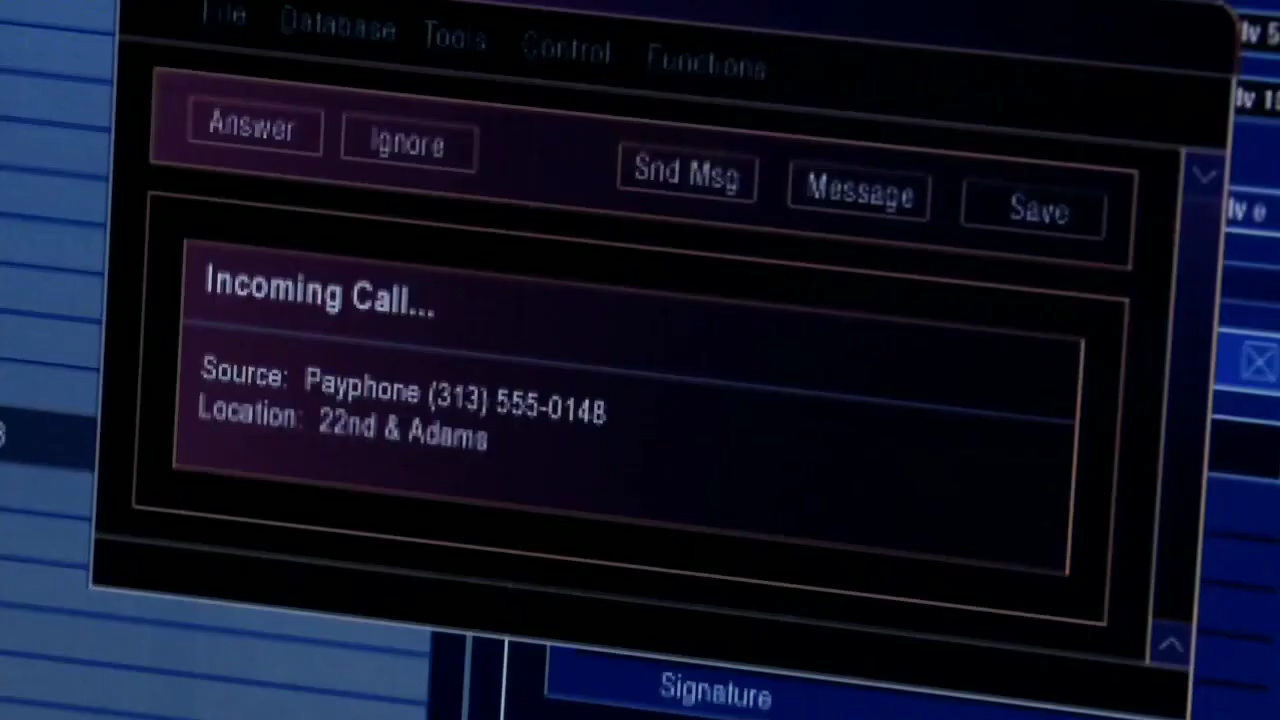 File Database Tools Control Functions
Answer Ignore Snd Msg Message Save
Incoming Call...
Source: Payphone (313) 555-0148
Location: 22nd & Adams
Signature